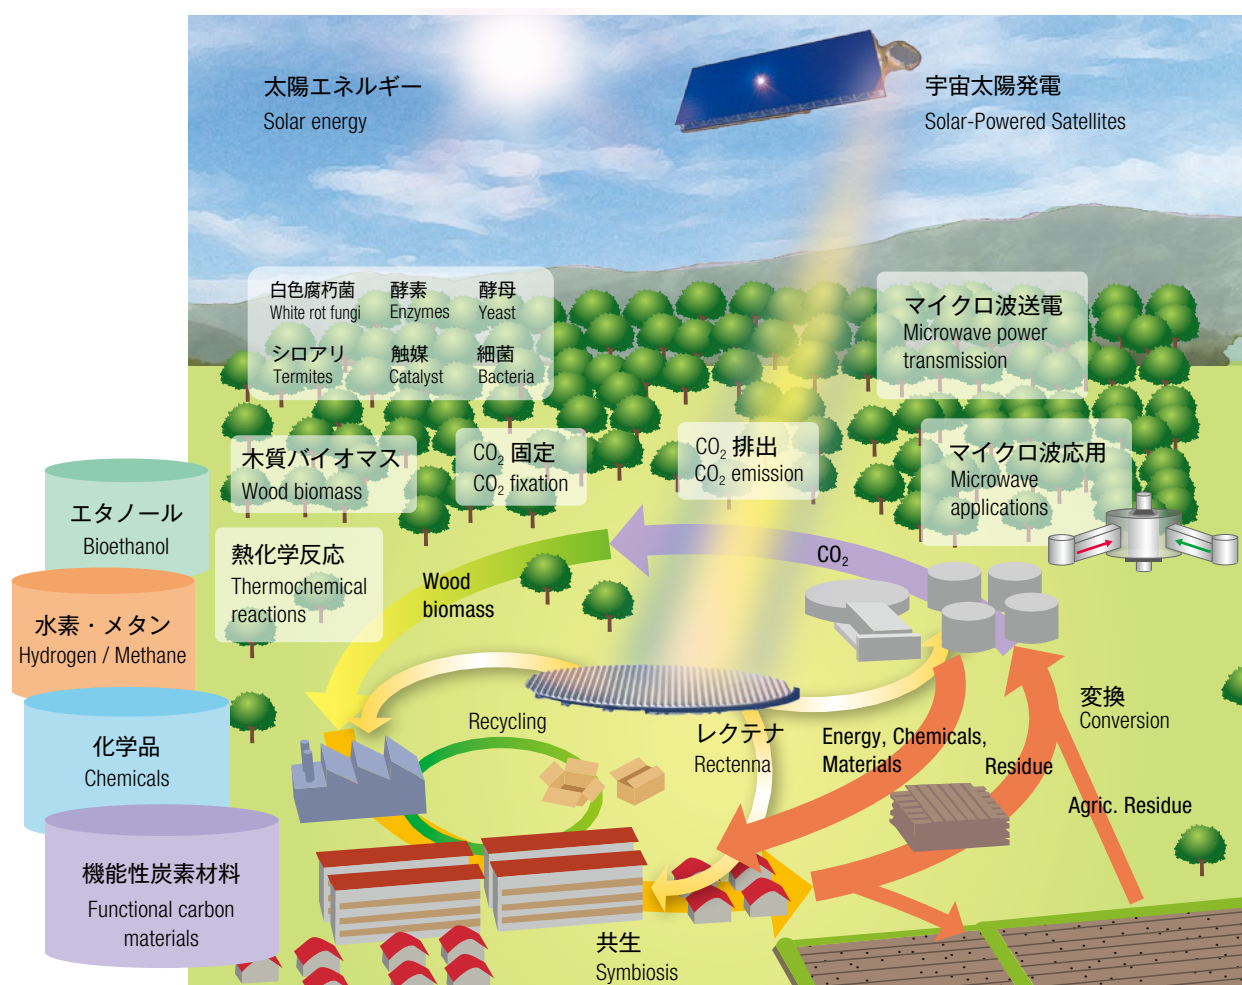 太陽エネルギー
Solar energy
宇宙太陽発電
Solar-Powered Satellites
白色腐朽菌
White rot fungi
酵素
Enzymes
酵母
Yeast
シロアリ
Termites
触媒
Catalyst
細菌
Bacteria
マイクロ波送電
Microwave power
transmission
木質バイオマス
Wood biomass
CO₂ 固定
CO₂ fixation
CO₂ 排出
CO₂ emission
マイクロ波応用
Microwave
applications
エタノール
Bioethanol
熱化学反応
Thermochemical
reactions
Wood
biomass
CO₂
水素・メタン
Hydrogen / Methane
化学品
Chemicals
Recycling
レクテナ
Rectenna
Energy, Chemicals,
Materials
Residue
変換
Conversion
Agric. Residue
機能性炭素材料
Functional carbon
materials
共生
Symbiosis